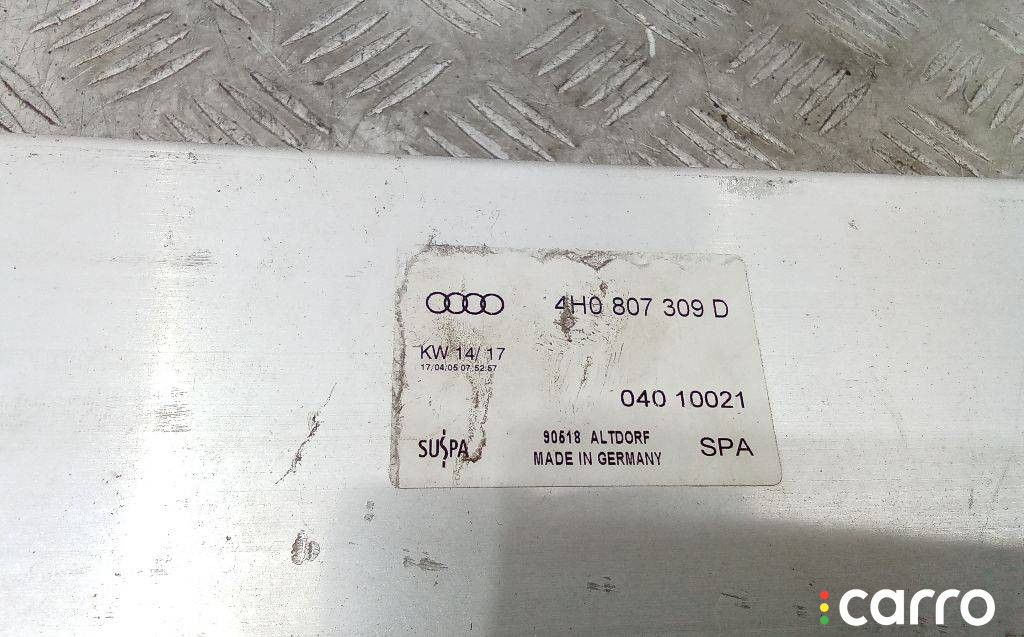 4H0 807 309 D
KW 14/ 17
17/04/05 07:52:57
040 10021
SUSPA
90518 ALTDORF
MADE IN GERMANY
SPA
carro